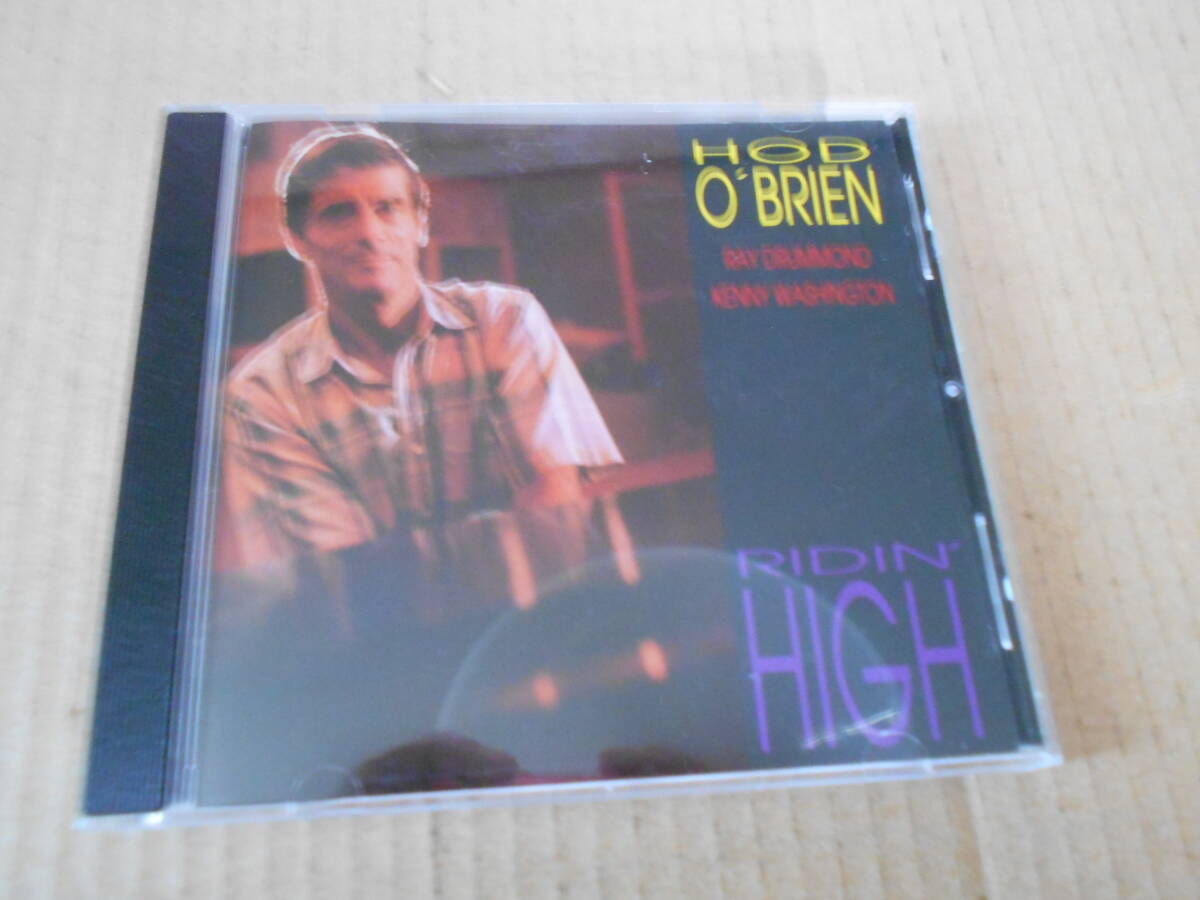 HOD
O'BRIEN
RAY DRUMMOND
KENNY WASHINGTON
RIDIN'
HIGH